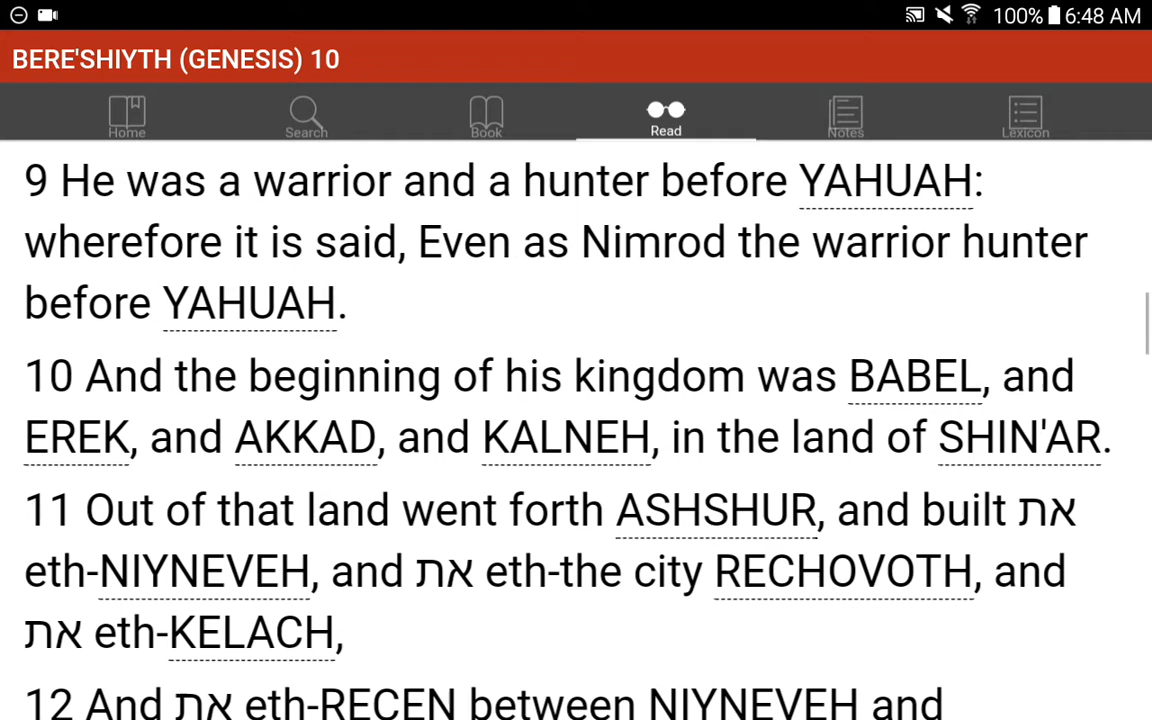 100% 6:48 AM
BERE'SHIYTH (GENESIS) 10
Home Search Book Read Notes Lexicon
9 He was a warrior and a hunter before YAHUAH:
wherefore it is said, Even as Nimrod the warrior hunter
before YAHUAH.
10 And the beginning of his kingdom was BABEL, and
EREK, and AKKAD, and KALNEH, in the land of SHIN'AR.
11 Out of that land went forth ASHSHUR, and built את
eth-NIYNEVEH, and את eth-the city RECHOVOTH, and
את eth-KELACH,
12 And את eth-RECEN between NIYNEVEH and